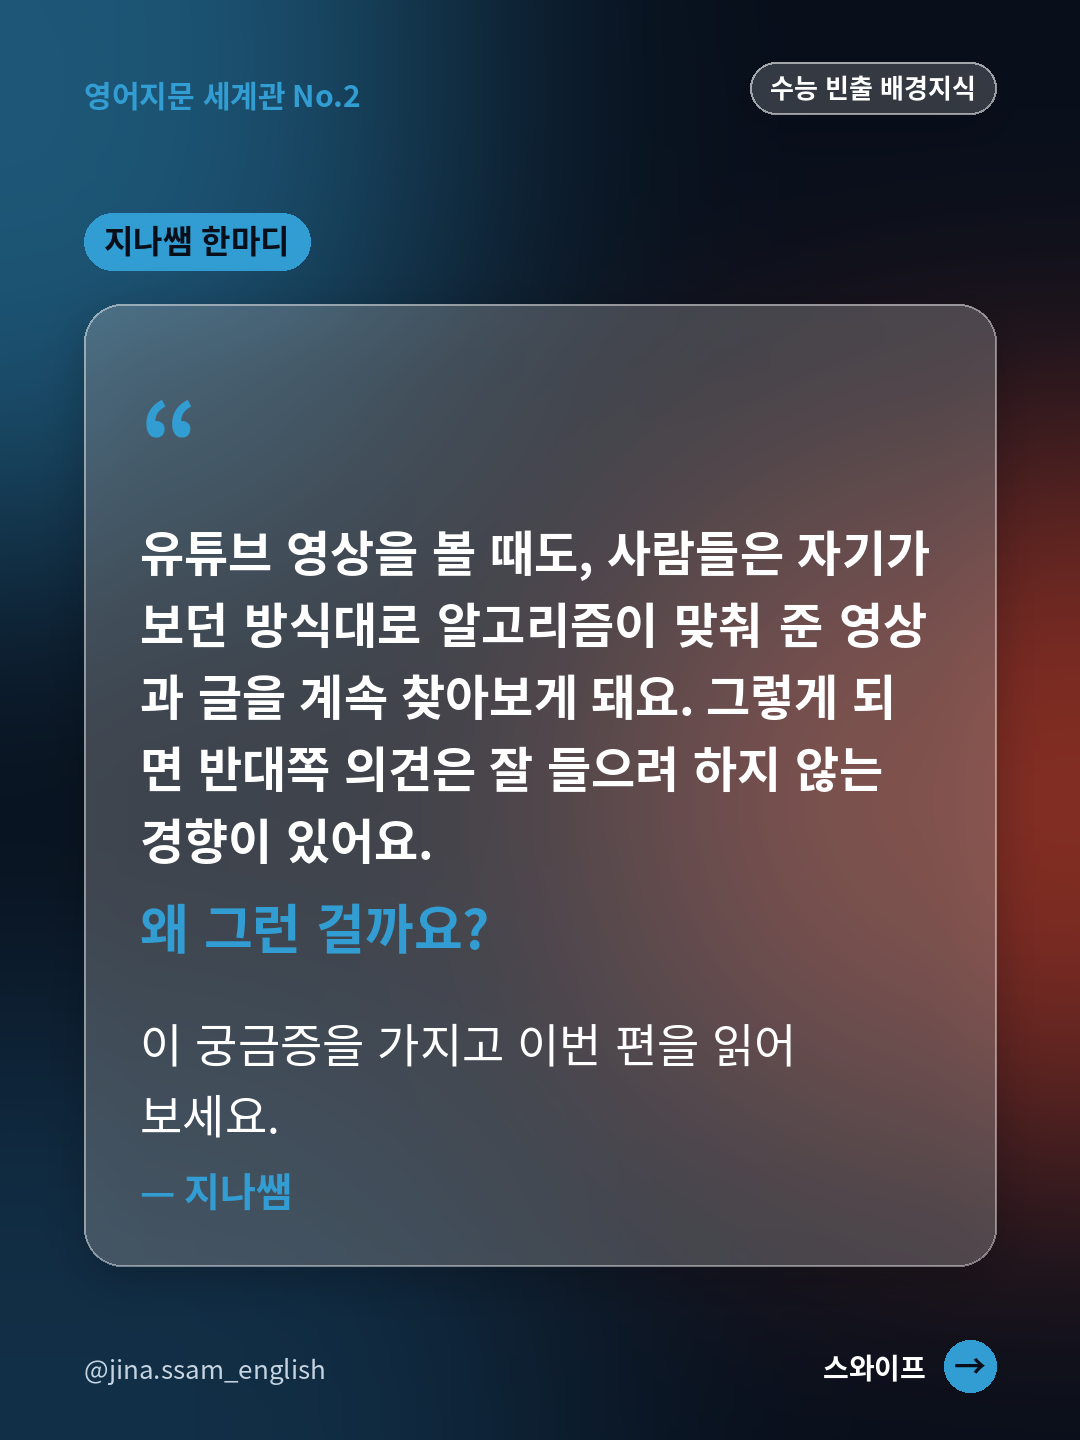 영어지문 세계관 No.2
수능 빈출 배경지식
지나쌤 한마디
“
유튜브 영상을 볼 때도, 사람들은 자기가
보던 방식대로 알고리즘이 맞춰 준 영상
과 글을 계속 찾아보게 돼요. 그렇게 되
면 반대쪽 의견은 잘 들으려 하지 않는
경향이 있어요.
왜 그런 걸까요?
이 궁금증을 가지고 이번 편을 읽어
보세요.
— 지나쌤
@jina.ssam_english
스와이프 →